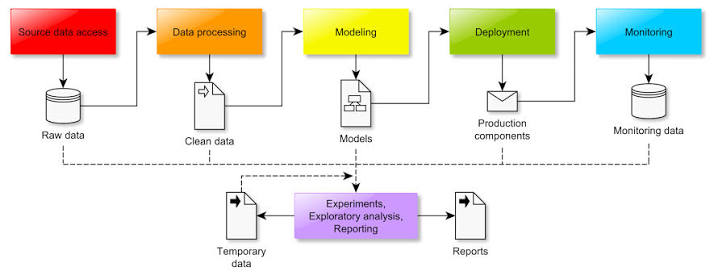 Source data access
Data processing
Modeling
Deployment
Monitoring
Raw data
Clean data
Models
Production
components
Monitoring data
Experiments,
Exploratory analysis,
Reporting
Temporary
data
Reports